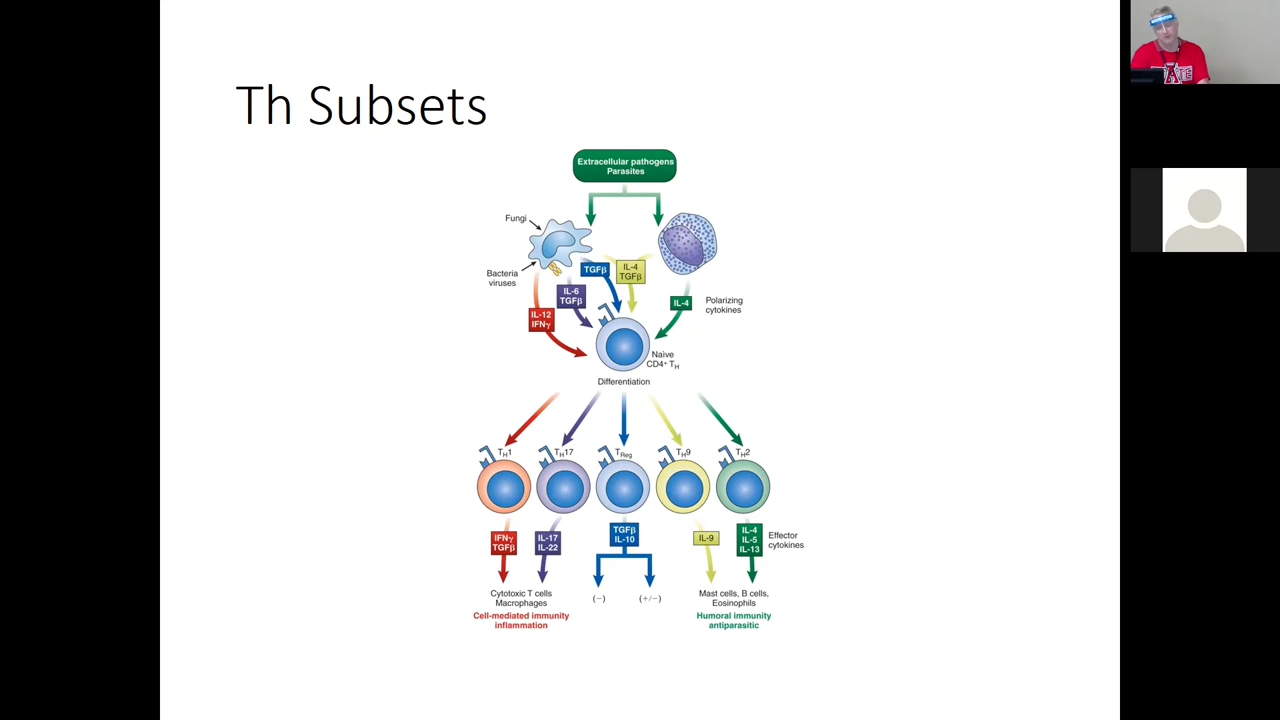 Th Subsets
Extracellular pathogens
Parasites
Fungi
Bacteria
viruses
TGFβ
IL-4
TGFβ
IL-6
TGFβ
IL-12
IFNγ
IL-4
Polarizing
cytokines
Naive
CD4+ TH
Differentiation
TH1
TH17
TReg
TH9
TH2
IFNγ
TGFβ
IL-17
IL-22
TGFβ
IL-10
IL-9
IL-4
IL-5
IL-13
Effector
cytokines
Cytotoxic T cells
Macrophages
Cell-mediated immunity
inflammation
(−)
(+/−)
Mast cells, B cells,
Eosinophils
Humoral immunity
antiparasitic